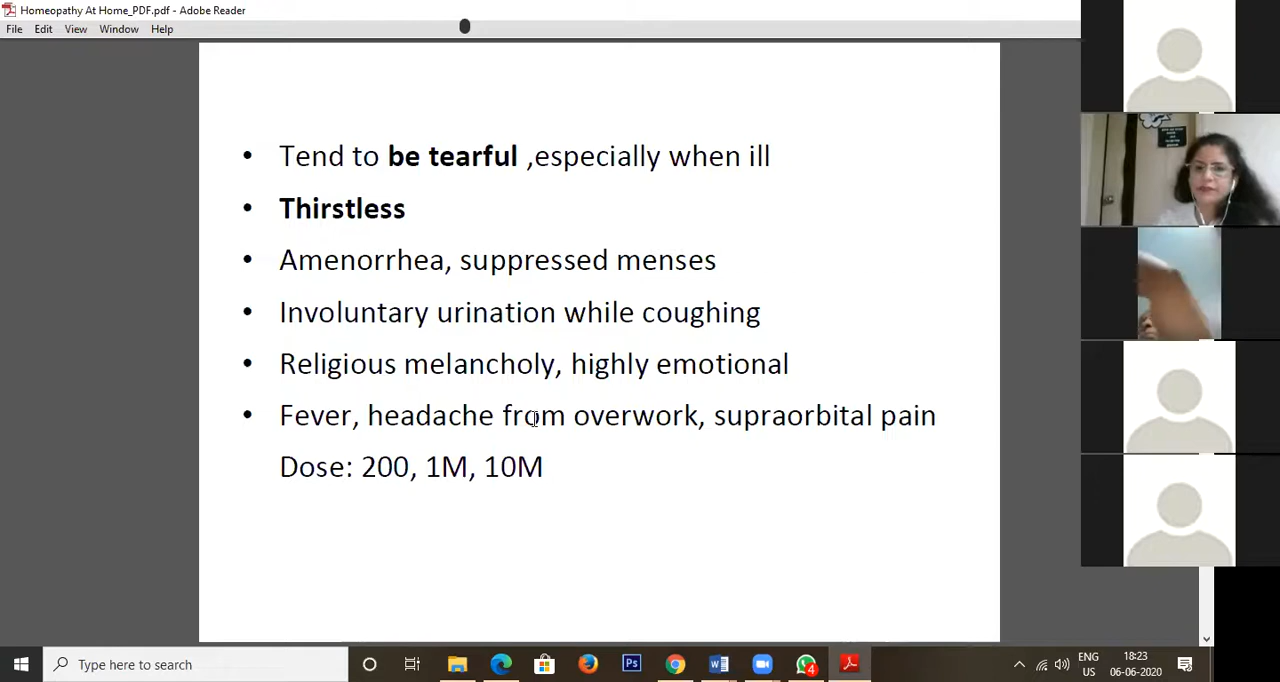 Homeopathy At Home_PDF.pdf - Adobe Reader
File Edit View Window Help
• Tend to be tearful ,especially when ill
• Thirstless
• Amenorrhea, suppressed menses
• Involuntary urination while coughing
• Religious melancholy, highly emotional
• Fever, headache from overwork, supraorbital pain
Dose: 200, 1M, 10M
Type here to search
Ps
4
ENG
US
18:23
06-06-2020